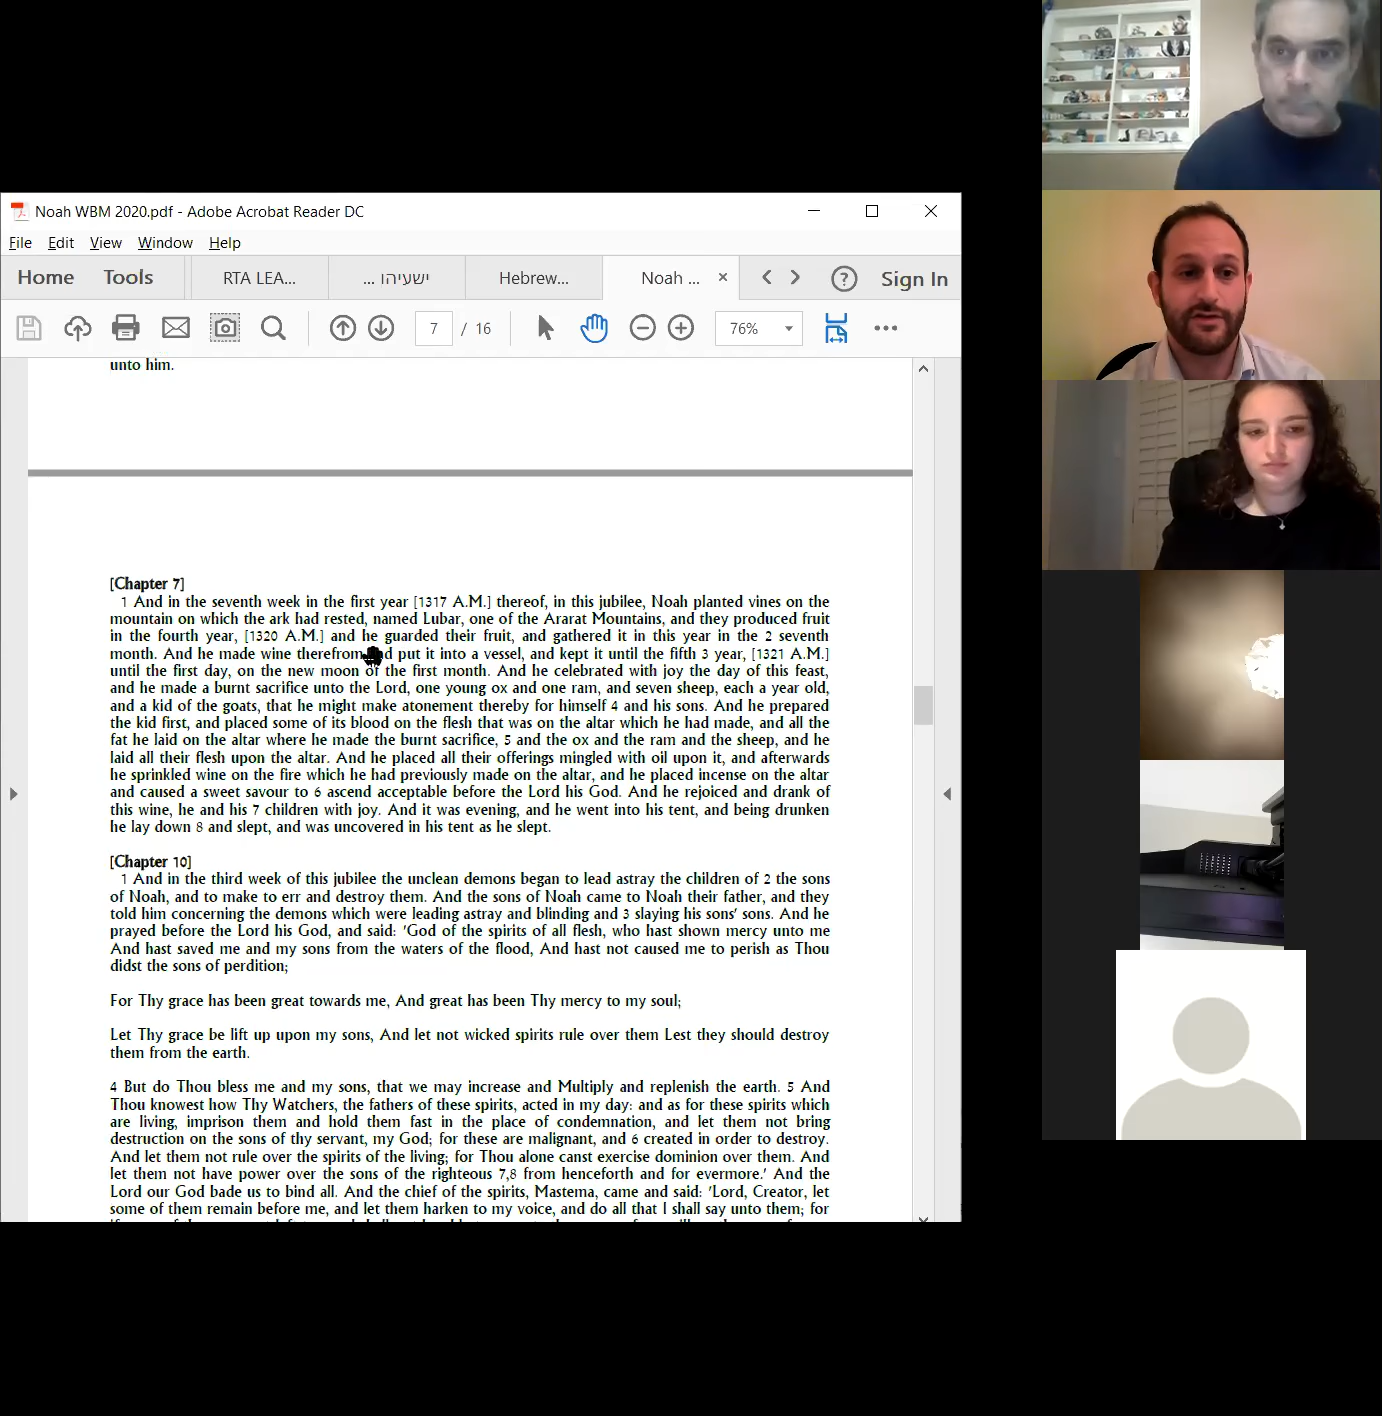 Noah WBM 2020.pdf - Adobe Acrobat Reader DC
File Edit View Window Help
Home Tools RTA LEA... ישעיהו ... Hebrew... Noah ... × ? Sign In
7 / 16 76%
unto him.
[Chapter 7]
1 And in the seventh week in the first year [1317 A.M.] thereof, in this jubilee, Noah planted vines on the
mountain on which the ark had rested, named Lubar, one of the Ararat Mountains, and they produced fruit
in the fourth year, [1320 A.M.] and he guarded their fruit, and gathered it in this year in the 2 seventh
month. And he made wine therefrom and put it into a vessel, and kept it until the fifth 3 year, [1321 A.M.]
until the first day, on the new moon of the first month. And he celebrated with joy the day of this feast,
and he made a burnt sacrifice unto the Lord, one young ox and one ram, and seven sheep, each a year old,
and a kid of the goats, that he might make atonement thereby for himself 4 and his sons. And he prepared
the kid first, and placed some of its blood on the flesh that was on the altar which he had made, and all the
fat he laid on the altar where he made the burnt sacrifice, 5 and the ox and the ram and the sheep, and he
laid all their flesh upon the altar. And he placed all their offerings mingled with oil upon it, and afterwards
he sprinkled wine on the fire which he had previously made on the altar, and he placed incense on the altar
and caused a sweet savour to 6 ascend acceptable before the Lord his God. And he rejoiced and drank of
this wine, he and his 7 children with joy. And it was evening, and he went into his tent, and being drunken
he lay down 8 and slept, and was uncovered in his tent as he slept.
[Chapter 10]
1 And in the third week of this jubilee the unclean demons began to lead astray the children of 2 the sons
of Noah, and to make to err and destroy them. And the sons of Noah came to Noah their father, and they
told him concerning the demons which were leading astray and blinding and 3 slaying his sons' sons. And he
prayed before the Lord his God, and said: 'God of the spirits of all flesh, who hast shown mercy unto me
And hast saved me and my sons from the waters of the flood, And hast not caused me to perish as Thou
didst the sons of perdition;
For Thy grace has been great towards me, And great has been Thy mercy to my soul;
Let Thy grace be lift up upon my sons, And let not wicked spirits rule over them Lest they should destroy
them from the earth.
4 But do Thou bless me and my sons, that we may increase and Multiply and replenish the earth. 5 And
Thou knowest how Thy Watchers, the fathers of these spirits, acted in my day: and as for these spirits which
are living, imprison them and hold them fast in the place of condemnation, and let them not bring
destruction on the sons of thy servant, my God; for these are malignant, and 6 created in order to destroy.
And let them not rule over the spirits of the living; for Thou alone canst exercise dominion over them. And
let them not have power over the sons of the righteous 7,8 from henceforth and for evermore.' And the
Lord our God bade us to bind all. And the chief of the spirits, Mastema, came and said: 'Lord, Creator, let
some of them remain before me, and let them harken to my voice, and do all that I shall say unto them; for